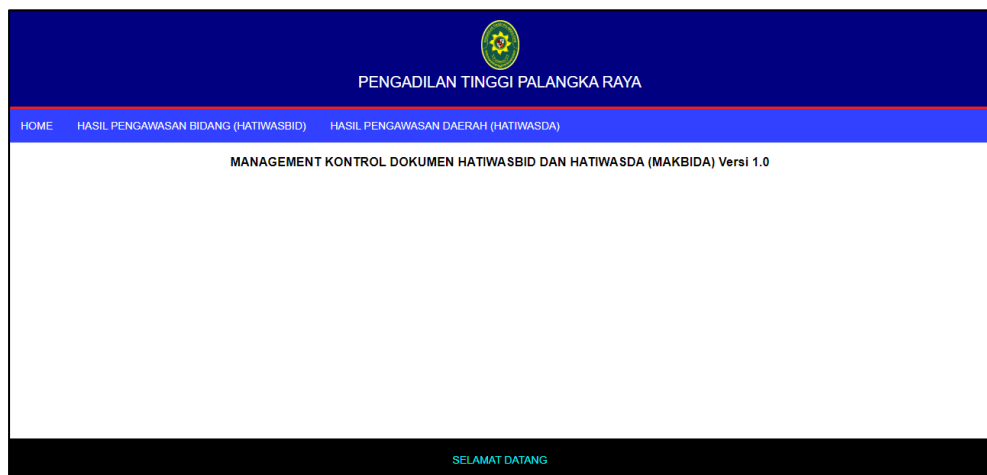 PENGADILAN TINGGI PALANGKA RAYA
HOME HASIL PENGAWASAN BIDANG (HATIWASBID) HASIL PENGAWASAN DAERAH (HATIWASDA)
MANAGEMENT KONTROL DOKUMEN HATIWASBID DAN HATIWASDA (MAKBIDA) Versi 1.0
SELAMAT DATANG